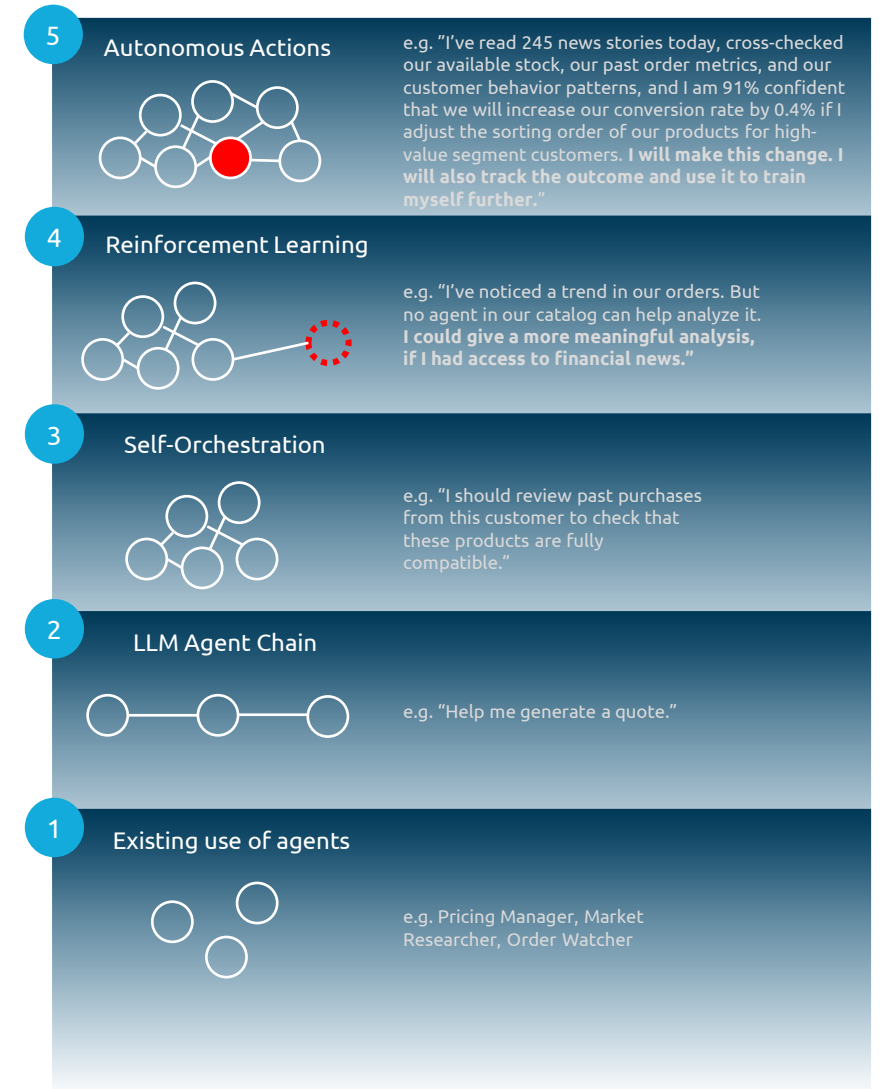 5
Autonomous Actions
e.g. ”I’ve read 245 news stories today, cross-checked
our available stock, our past order metrics, and our
customer behavior patterns, and I am 91% confident
that we will increase our conversion rate by 0.4% if I
adjust the sorting order of our products for high-
value segment customers. I will make this change. I
will also track the outcome and use it to train
myself further.”
4
Reinforcement Learning
e.g. “I’ve noticed a trend in our orders. But
no agent in our catalog can help analyze it.
I could give a more meaningful analysis,
if I had access to financial news.”
3
Self-Orchestration
e.g. “I should review past purchases
from this customer to check that
these products are fully
compatible.”
2
LLM Agent Chain
e.g. “Help me generate a quote.”
1
Existing use of agents
e.g. Pricing Manager, Market
Researcher, Order Watcher